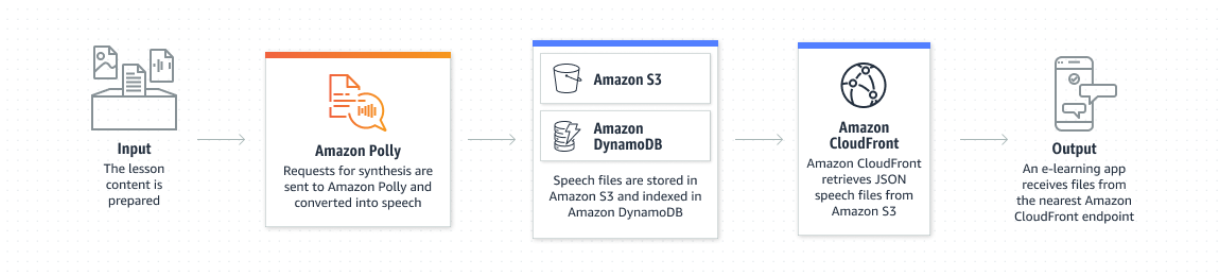 Input
The lesson
content is
prepared
Amazon Polly
Requests for synthesis are
sent to Amazon Polly and
converted into speech
Amazon S3
Amazon
DynamoDB
Speech files are stored in
Amazon S3 and indexed in
Amazon DynamoDB
Amazon
CloudFront
Amazon CloudFront
retrieves JSON
speech files from
Amazon S3
Output
An e-learning app
receives files from
the nearest Amazon
CloudFront endpoint